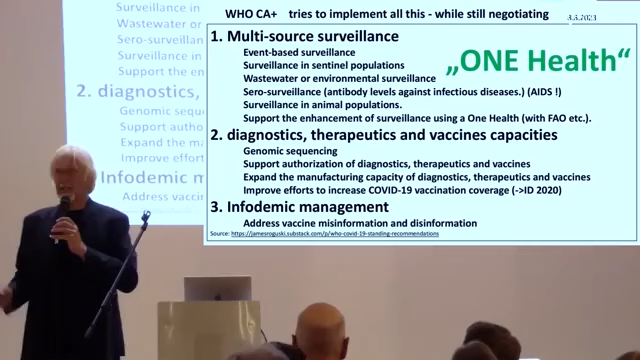 WHO CA+ tries to implement all this - while still negotiating
1. Multi-source surveillance
„ONE Health“
Event-based surveillance
Surveillance in sentinel populations
Wastewater or environmental surveillance
Sero-surveillance (antibody levels against infectious diseases.) (AIDS !)
Surveillance in animal populations.
Support the enhancement of surveillance using a One Health (with FAO etc.).
2. diagnostics, therapeutics and vaccines capacities
Genomic sequencing
Support authorization of diagnostics, therapeutics and vaccines
Expand the manufacturing capacity of diagnostics, therapeutics and vaccines
Improve efforts to increase COVID-19 vaccination coverage (->ID 2020)
3. Infodemic management
Address vaccine misinformation and disinformation
Source: https://jamesroguski.substack.com/p/who-covid-19-standing-recommendations
Surveillance in
Wastewater or
Sero-surveillan
Surveillance in
Support the en
2. diagnostics,
Genomic sequ
Support autho
Expand the ma
Improve effort
Infodemic ma
Address vaccin